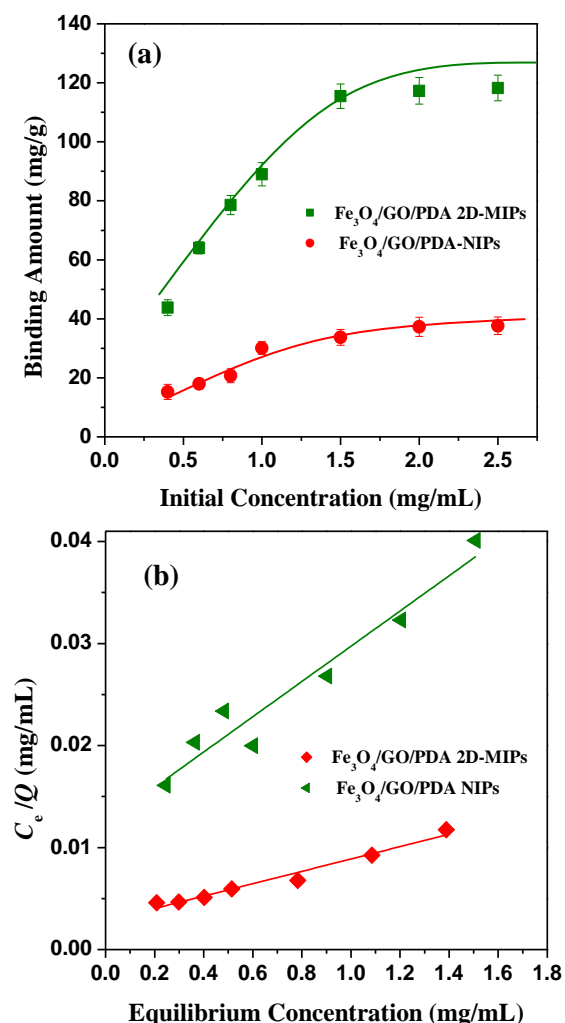 140
(a)
120
100
80
60
40
20
0
Binding Amount (mg/g)
Fe₃O₄/GO/PDA 2D-MIPs
Fe₃O₄/GO/PDA-NIPs
0.0 0.5 1.0 1.5 2.0 2.5
Initial Concentration (mg/mL)
0.04
(b)
0.03
0.02
0.01
0.00
Cₑ/Q (mg/mL)
Fe₃O₄/GO/PDA 2D-MIPs
Fe₃O₄/GO/PDA NIPs
0.0 0.2 0.4 0.6 0.8 1.0 1.2 1.4 1.6 1.8
Equilibrium Concentration (mg/mL)